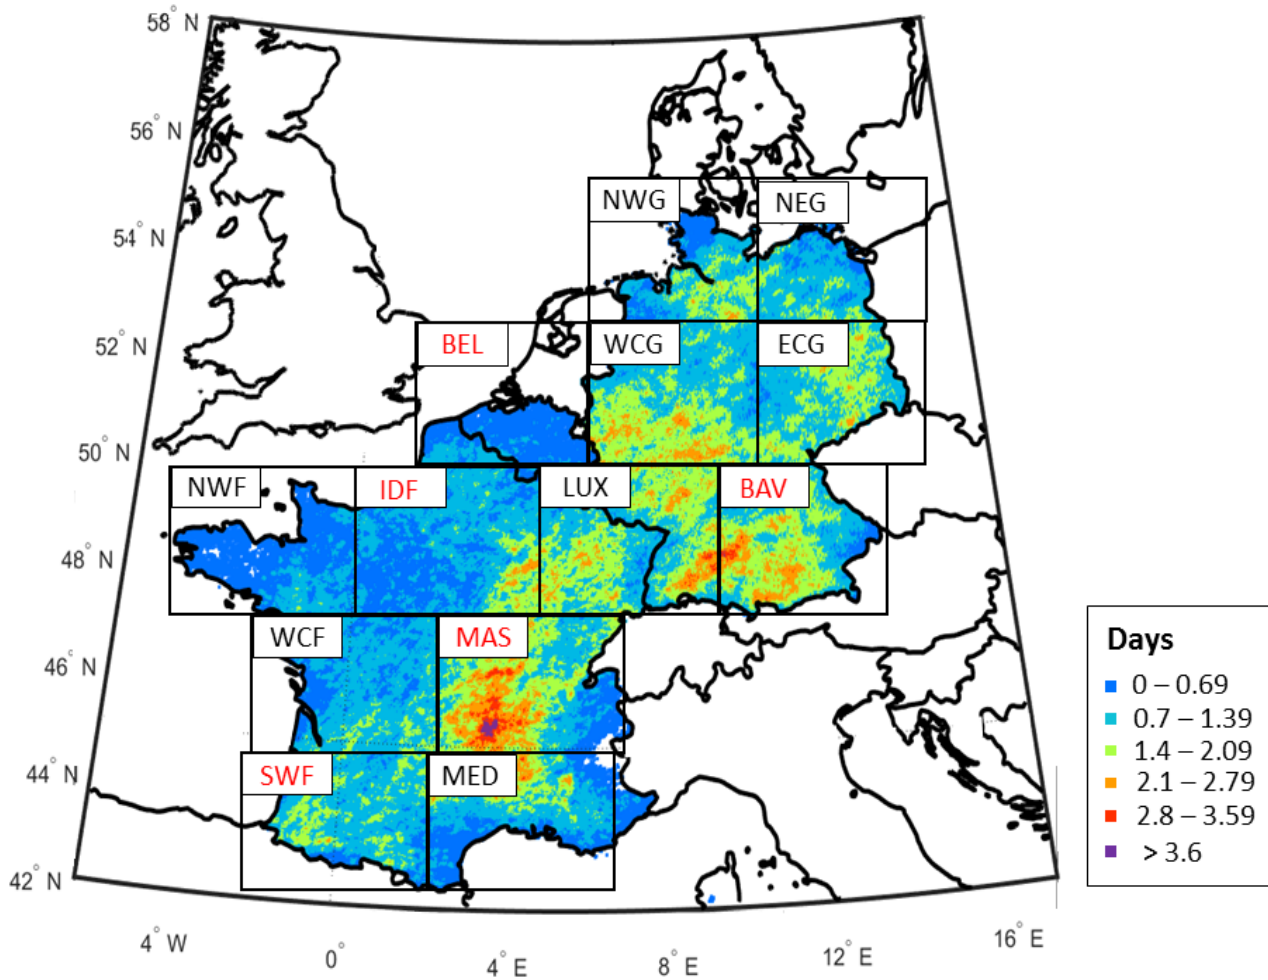 58° N
56° N
54° N
52° N
50° N
48° N
46° N
44° N
42° N
NWG
NEG
BEL
WCG
ECG
NWF
IDF
LUX
BAV
WCF
MAS
SWF
MED
Days
0 – 0.69
0.7 – 1.39
1.4 – 2.09
2.1 – 2.79
2.8 – 3.59
> 3.6
4° W
0°
4° E
8° E
12° E
16° E